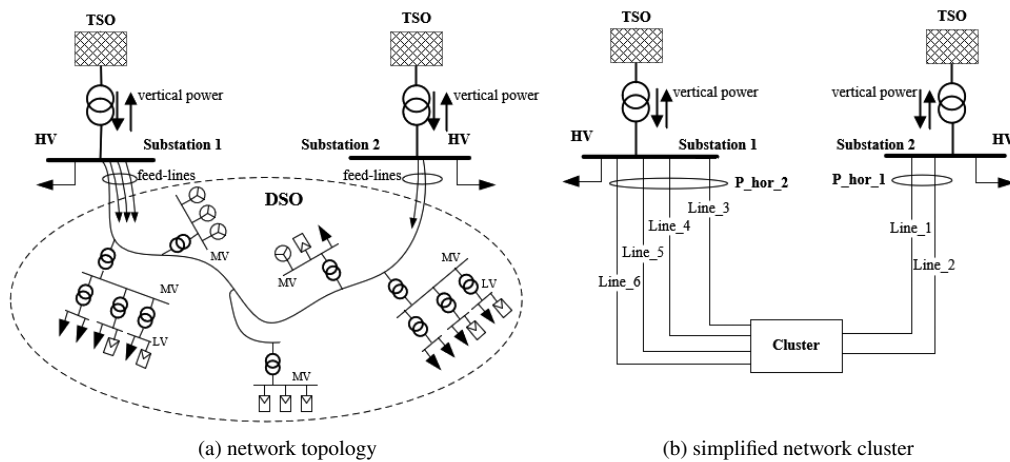 TSO
TSO
vertical power
vertical power
HV
Substation 1
Substation 2
HV
feed-lines
feed-lines
DSO
MV
MV
MV
MV
LV
LV
MV
(a) network topology
TSO
TSO
vertical power
vertical power
HV
Substation 1
Substation 2
HV
P_hor_2
P_hor_1
Line_3
Line_4
Line_5
Line_6
Line_1
Line_2
Cluster
(b) simplified network cluster